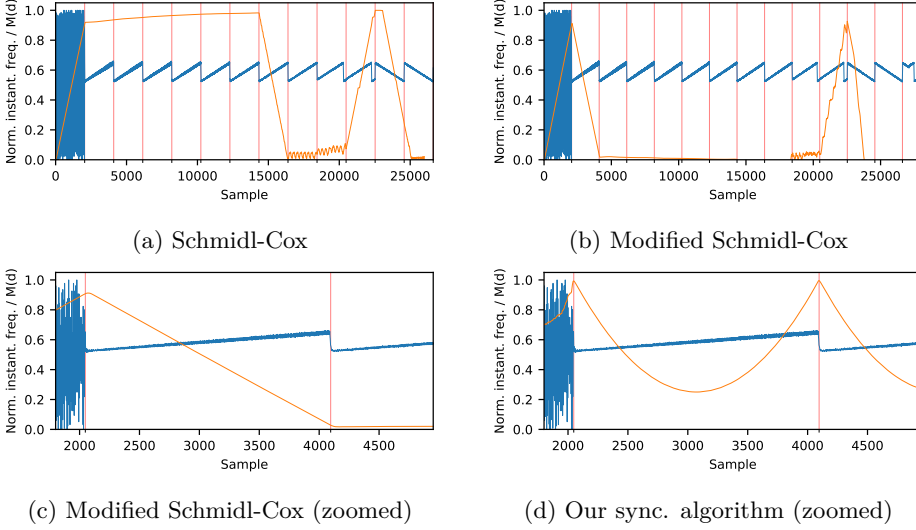 Norm. instant. freq. / M(d)
1.0
0.8
0.6
0.4
0.2
0.0
0 5000 10000 15000 20000 25000
Sample
(a) Schmidl-Cox
Norm. instant. freq. / M(d)
1.0
0.8
0.6
0.4
0.2
0.0
0 5000 10000 15000 20000 25000
Sample
(b) Modified Schmidl-Cox
Norm. instant. freq. / M(d)
1.0
0.8
0.6
0.4
0.2
0.0
2000 2500 3000 3500 4000 4500
Sample
(c) Modified Schmidl-Cox (zoomed)
Norm. instant. freq. / M(d)
1.0
0.8
0.6
0.4
0.2
0.0
2000 2500 3000 3500 4000 4500
Sample
(d) Our sync. algorithm (zoomed)